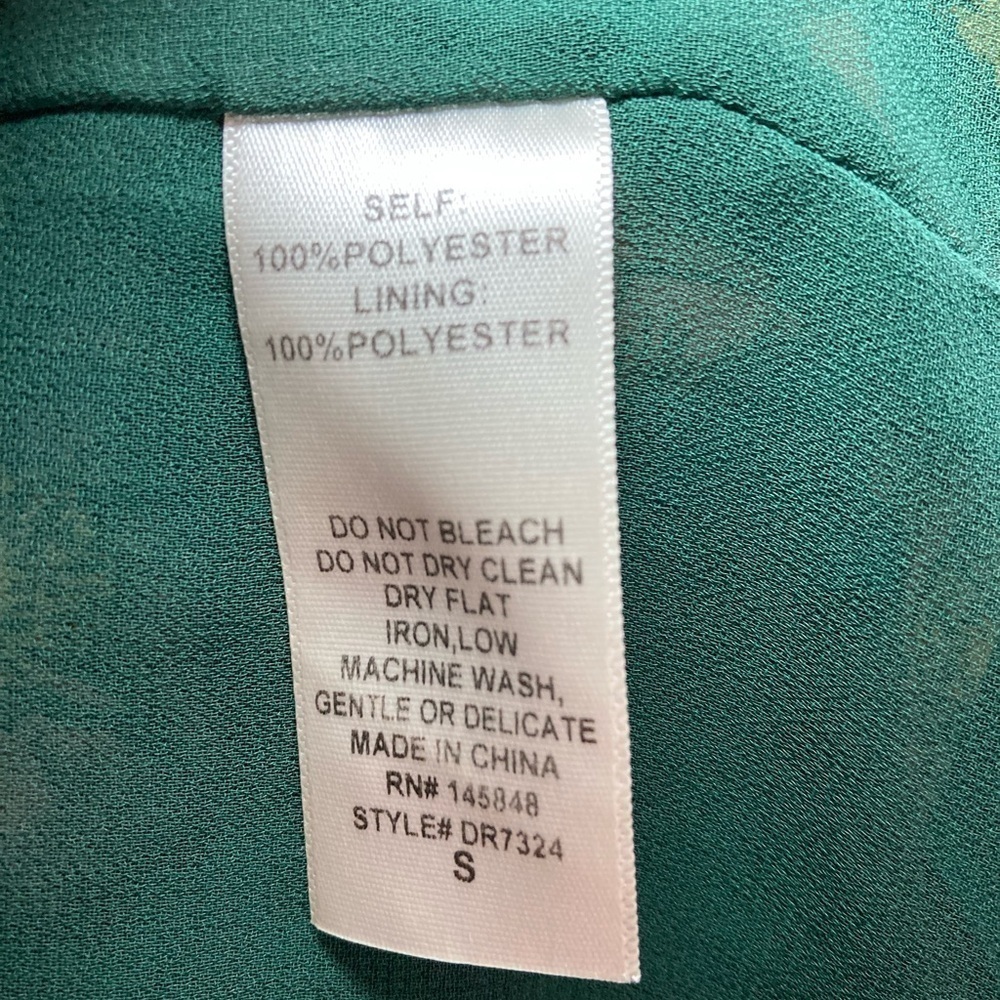 SELF:
100%POLYESTER
LINING:
100%POLYESTER
DO NOT BLEACH
DO NOT DRY CLEAN
DRY FLAT
IRON,LOW
MACHINE WASH,
GENTLE OR DELICATE
MADE IN CHINA
RN# 145848
STYLE# DR7324
S